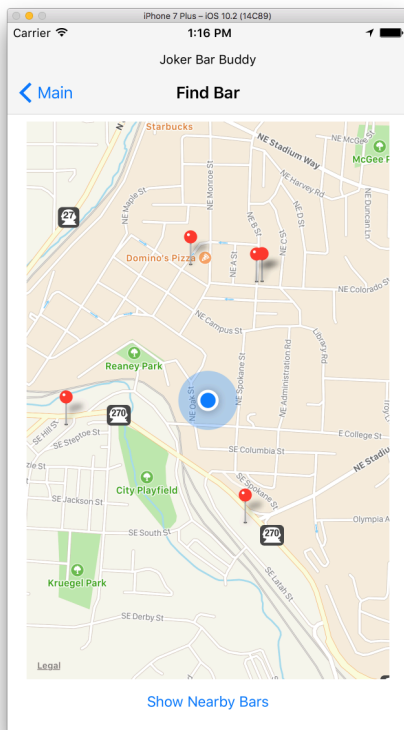 iPhone 7 Plus – iOS 10.2 (14C89)
Carrier
1:16 PM
Joker Bar Buddy
Main
Find Bar
Starbucks
NE Stadium Way
NE McGee
McGee P
NE Harvey Rd
NE Maple St
NE Monroe St
NE B St
NE D St
NE Duncan Ln
27
NE C St
NE A St
Domino's Pizza
NE Colorado S
NE Campus St
Library Rd
Reaney Park
NE Oak St
NE Spokane St
NE Administration Rd
270
SE Hill St
SE Steptoe St
E College St
SE Columbia St
NE Stadiu
City Playfield
SE Spokane St
SE Jackson St
Olympia A
SE South St
270
Kruegel Park
SE Latah St
SE Derby St
Legal
Show Nearby Bars